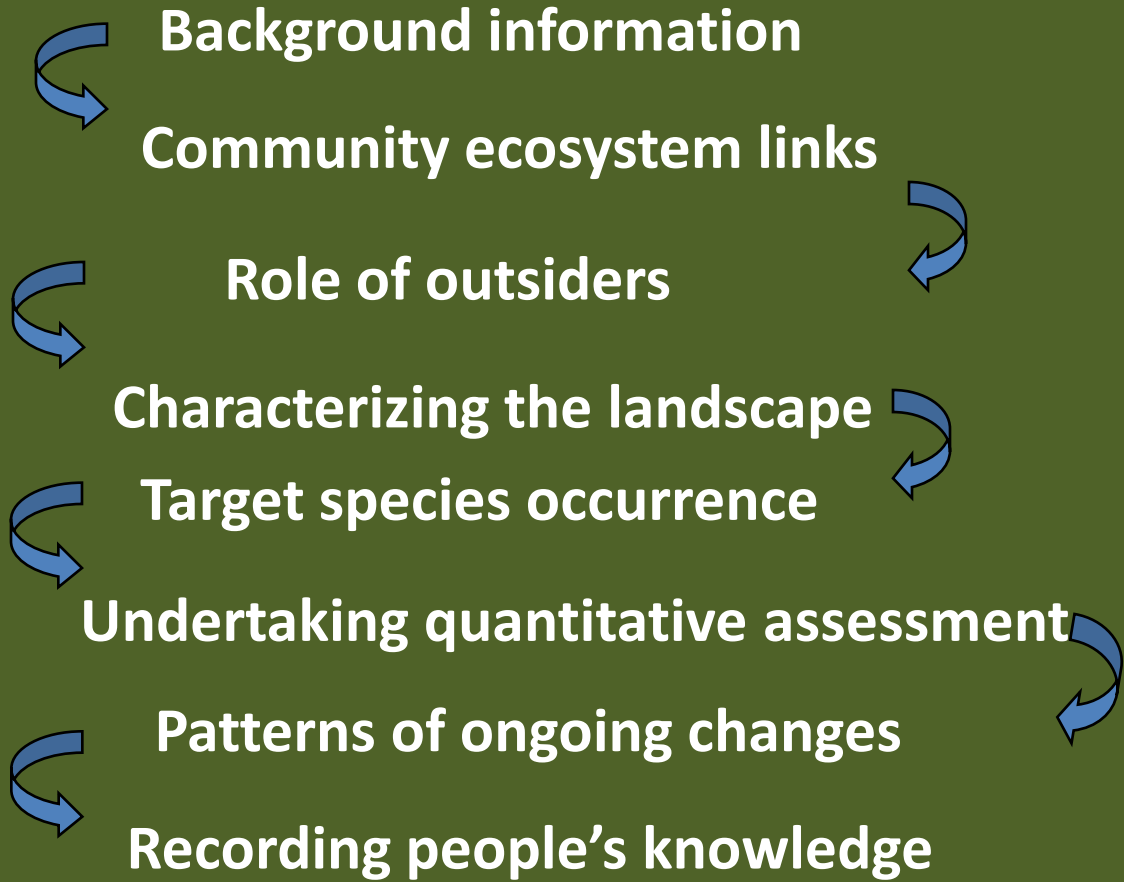 Background information
Community ecosystem links
Role of outsiders
Characterizing the landscape
Target species occurrence
Undertaking quantitative assessment
Patterns of ongoing changes
Recording people’s knowledge